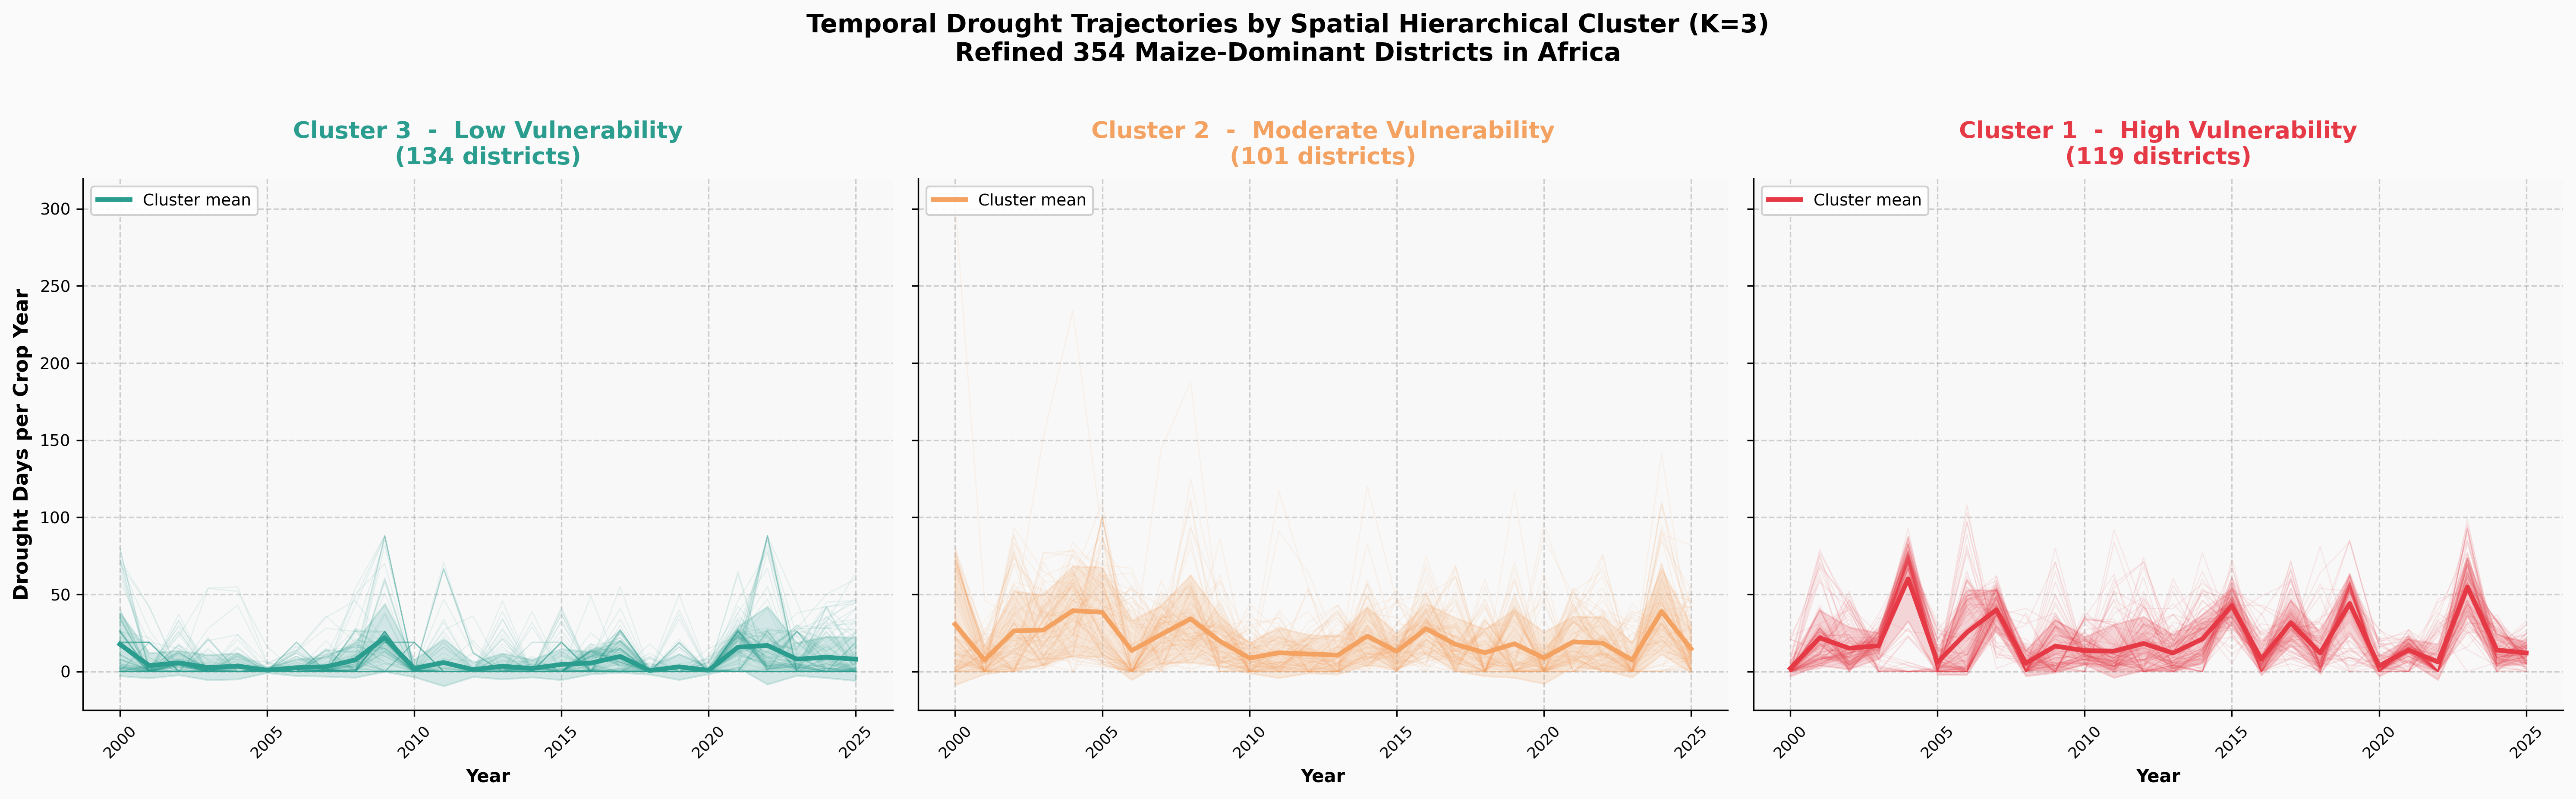 Temporal Drought Trajectories by Spatial Hierarchical Cluster (K=3)
Refined 354 Maize-Dominant Districts in Africa
Cluster 3 - Low Vulnerability
(134 districts)
Cluster mean
Drought Days per Crop Year
300
250
200
150
100
50
0
2000
2005
2010
2015
2020
2025
Year
Cluster 2 - Moderate Vulnerability
(101 districts)
Cluster mean
2000
2005
2010
2015
2020
2025
Year
Cluster 1 - High Vulnerability
(119 districts)
Cluster mean
2000
2005
2010
2015
2020
2025
Year